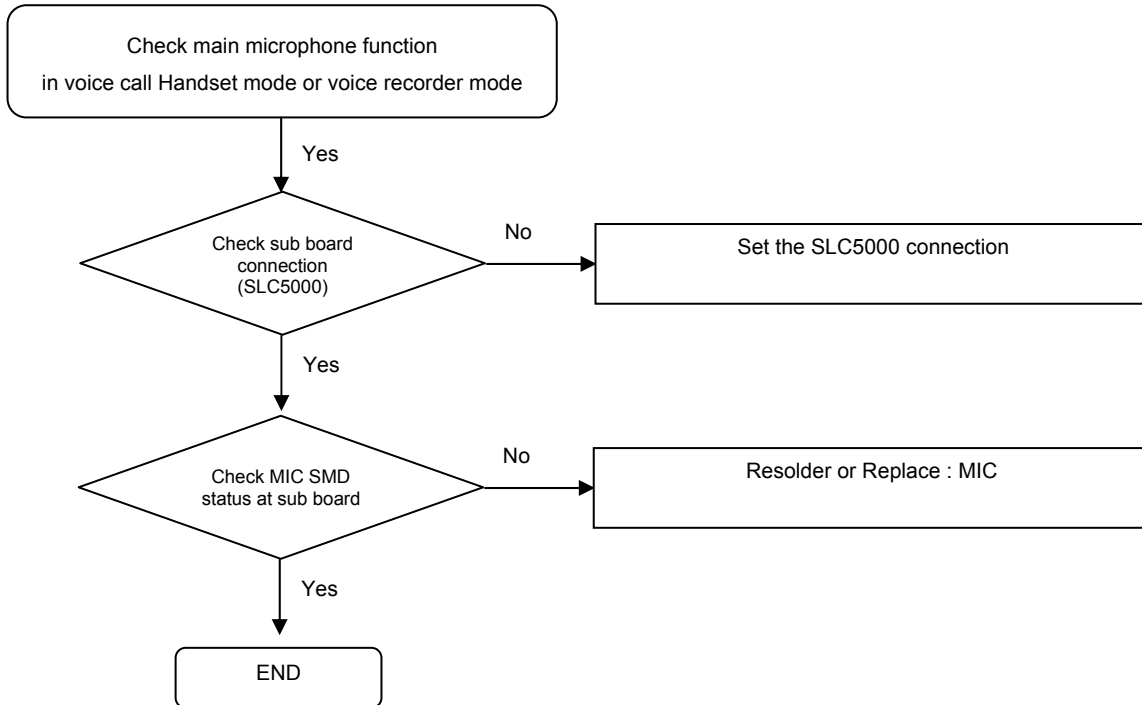 Check main microphone function
in voice call Handset mode or voice recorder mode
Yes
Check sub board
connection
(SLC5000)
No
Set the SLC5000 connection
Yes
Check MIC SMD
status at sub board
No
Resolder or Replace : MIC
Yes
END